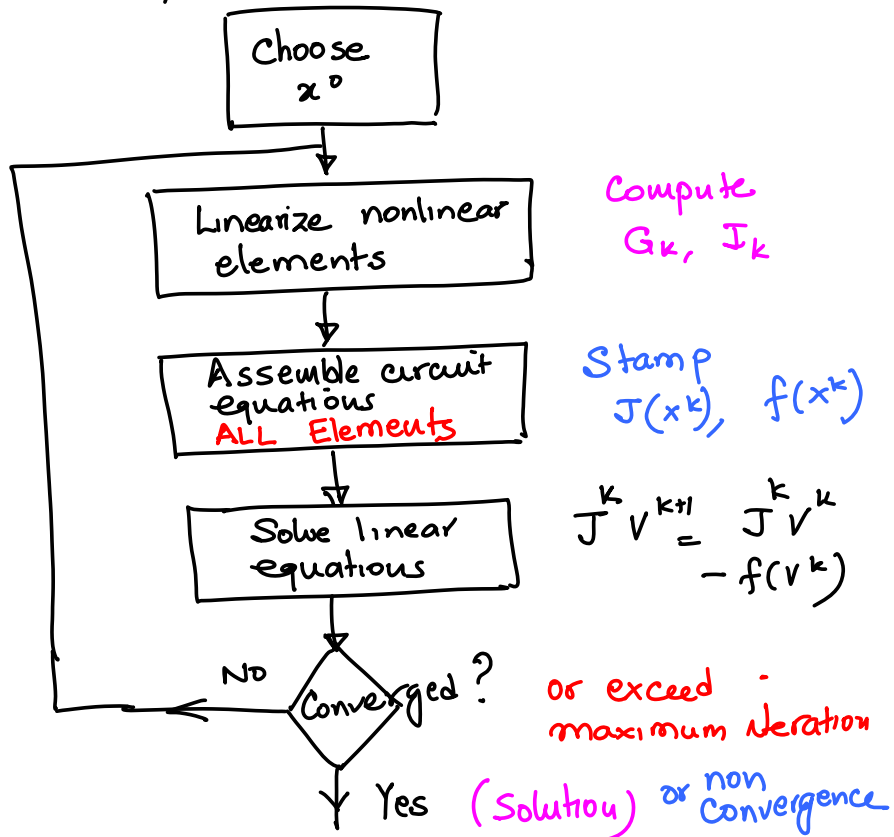 Choose
x⁰
Linearize nonlinear
elements
Compute
Gk, Ik
Assemble circuit
equations
ALL Elements
Stamp
J(xᵏ), f(xᵏ)
Solve linear
equations
Jᵏ Vᵏ⁺¹ = Jᵏ Vᵏ
- f(Vᵏ)
No
Converged ?
or exceed
maximum iteration
Yes (Solution) or non
Convergence